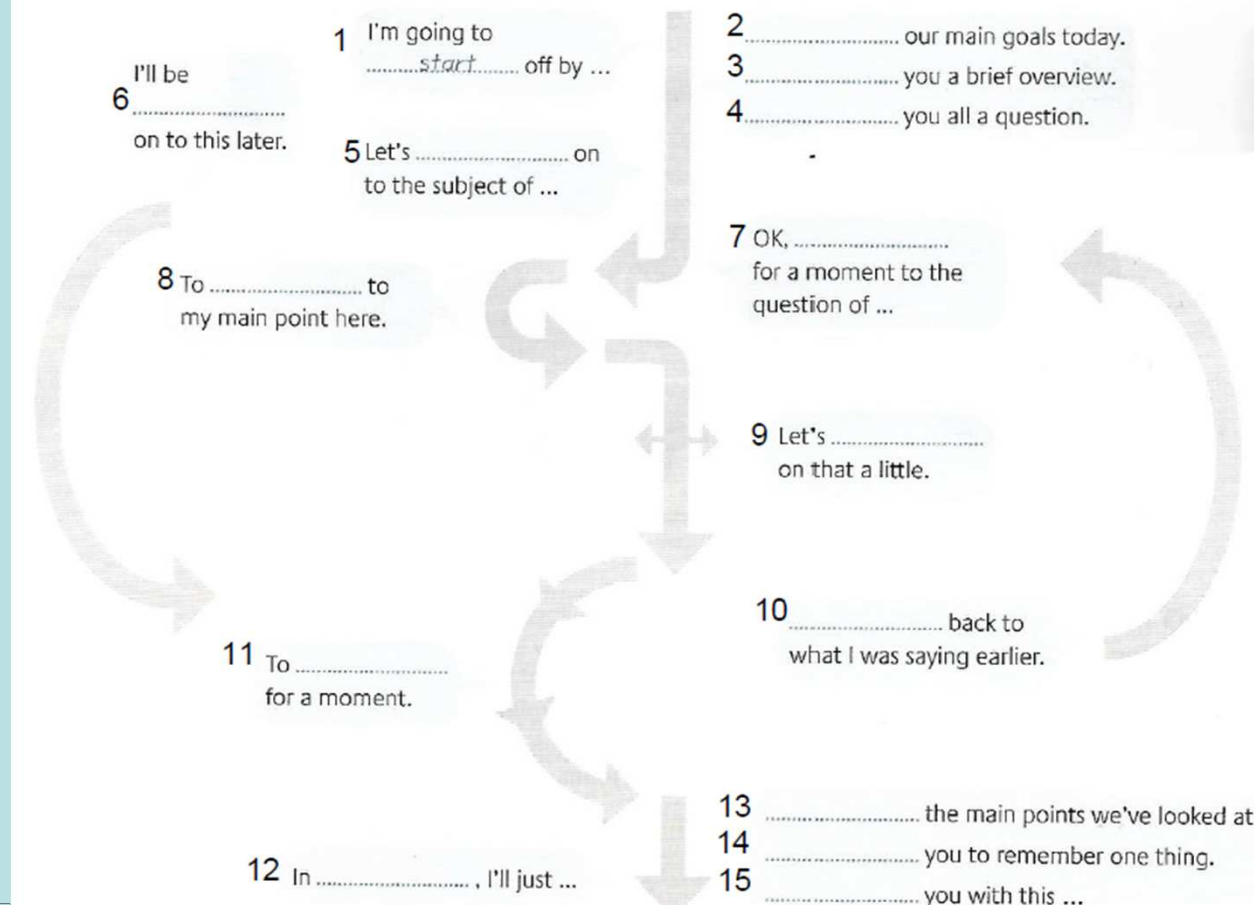 1 I'm going to
start off by ...
2 our main goals today.
3 you a brief overview.
4 you all a question.
I'll be
6
on to this later.
5 Let's on
to the subject of ...
7 OK,
for a moment to the
question of ...
8 To to
my main point here.
9 Let's
on that a little.
10 back to
what I was saying earlier.
11 To
for a moment.
12 In , I'll just ...
13 the main points we've looked at
14 you to remember one thing.
15 you with this ...